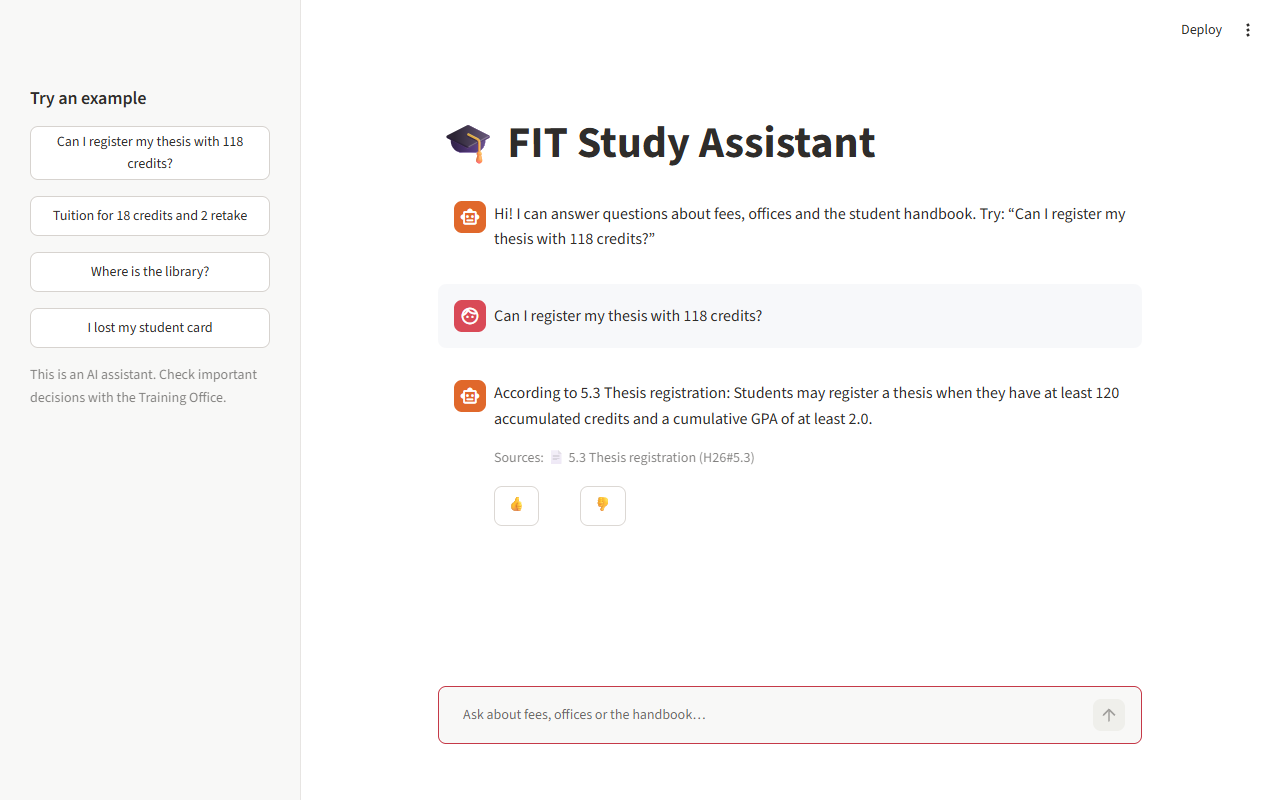 Deploy
Try an example
Can I register my thesis with 118
credits?
Tuition for 18 credits and 2 retake
Where is the library?
I lost my student card
This is an AI assistant. Check important
decisions with the Training Office.
FIT Study Assistant
Hi! I can answer questions about fees, offices and the student handbook. Try: “Can I register my
thesis with 118 credits?”
Can I register my thesis with 118 credits?
According to 5.3 Thesis registration: Students may register a thesis when they have at least 120
accumulated credits and a cumulative GPA of at least 2.0.
Sources: 5.3 Thesis registration (H26#5.3)
Ask about fees, offices or the handbook…